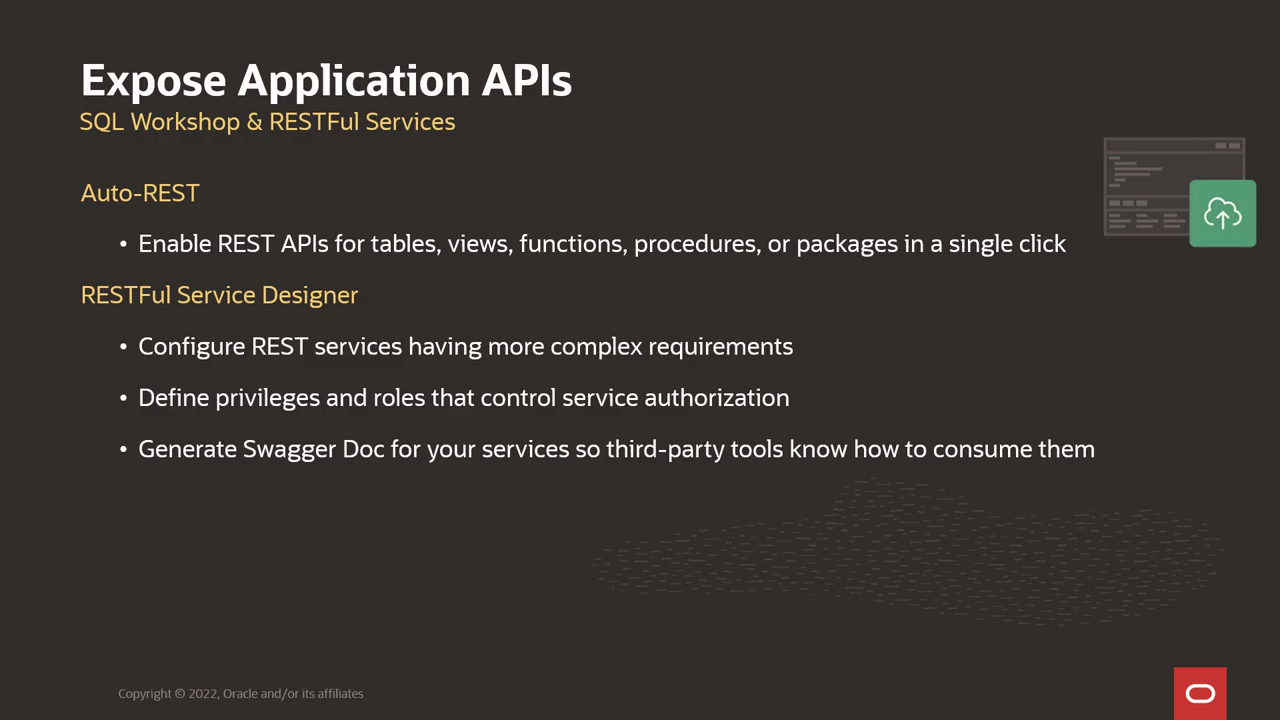 Expose Application APIs
SQL Workshop & RESTFul Services
Auto-REST
• Enable REST APIs for tables, views, functions, procedures, or packages in a single click
RESTFul Service Designer
• Configure REST services having more complex requirements
• Define privileges and roles that control service authorization
• Generate Swagger Doc for your services so third-party tools know how to consume them
Copyright © 2022, Oracle and/or its affiliates